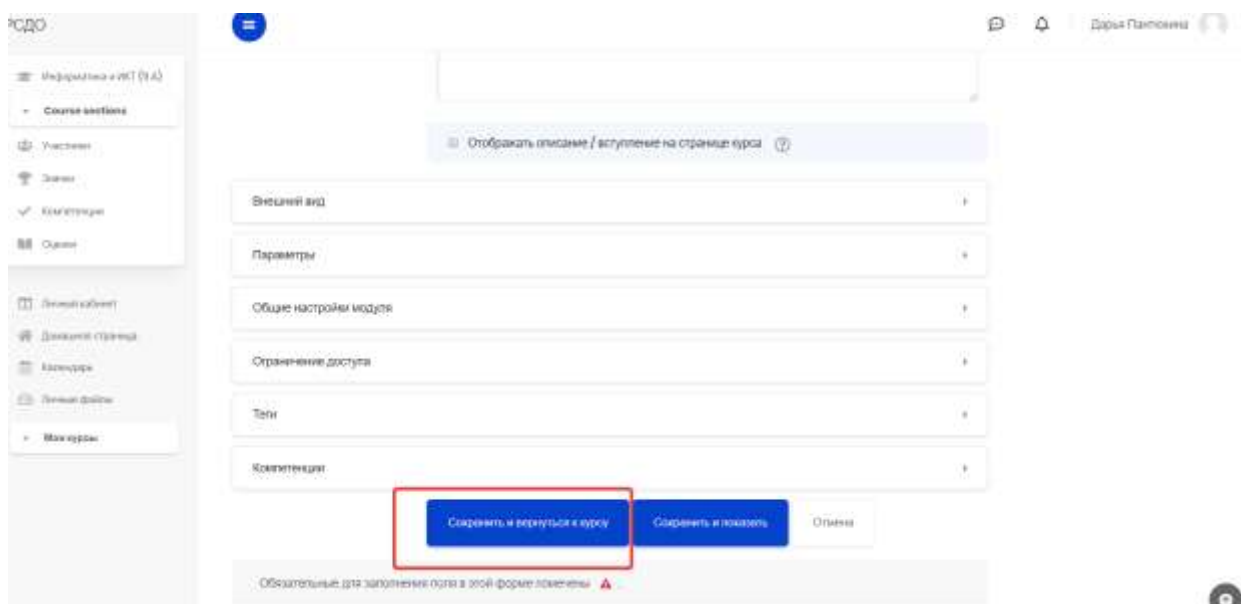 РСДО
Дарья Пантюхина
Информатика и ИКТ (9 А)
Course sections
Участники
Значки
Компетенции
Оценки
Личный кабинет
Домашняя страница
Календарь
Личные файлы
Мои курсы
Отображать описание / вступление на странице курса
Внешний вид
Параметры
Общие настройки модуля
Ограничение доступа
Теги
Компетенции
Сохранить и вернуться к курсу
Сохранить и показать
Отмена
Обязательные для заполнения поля в этой форме помечены